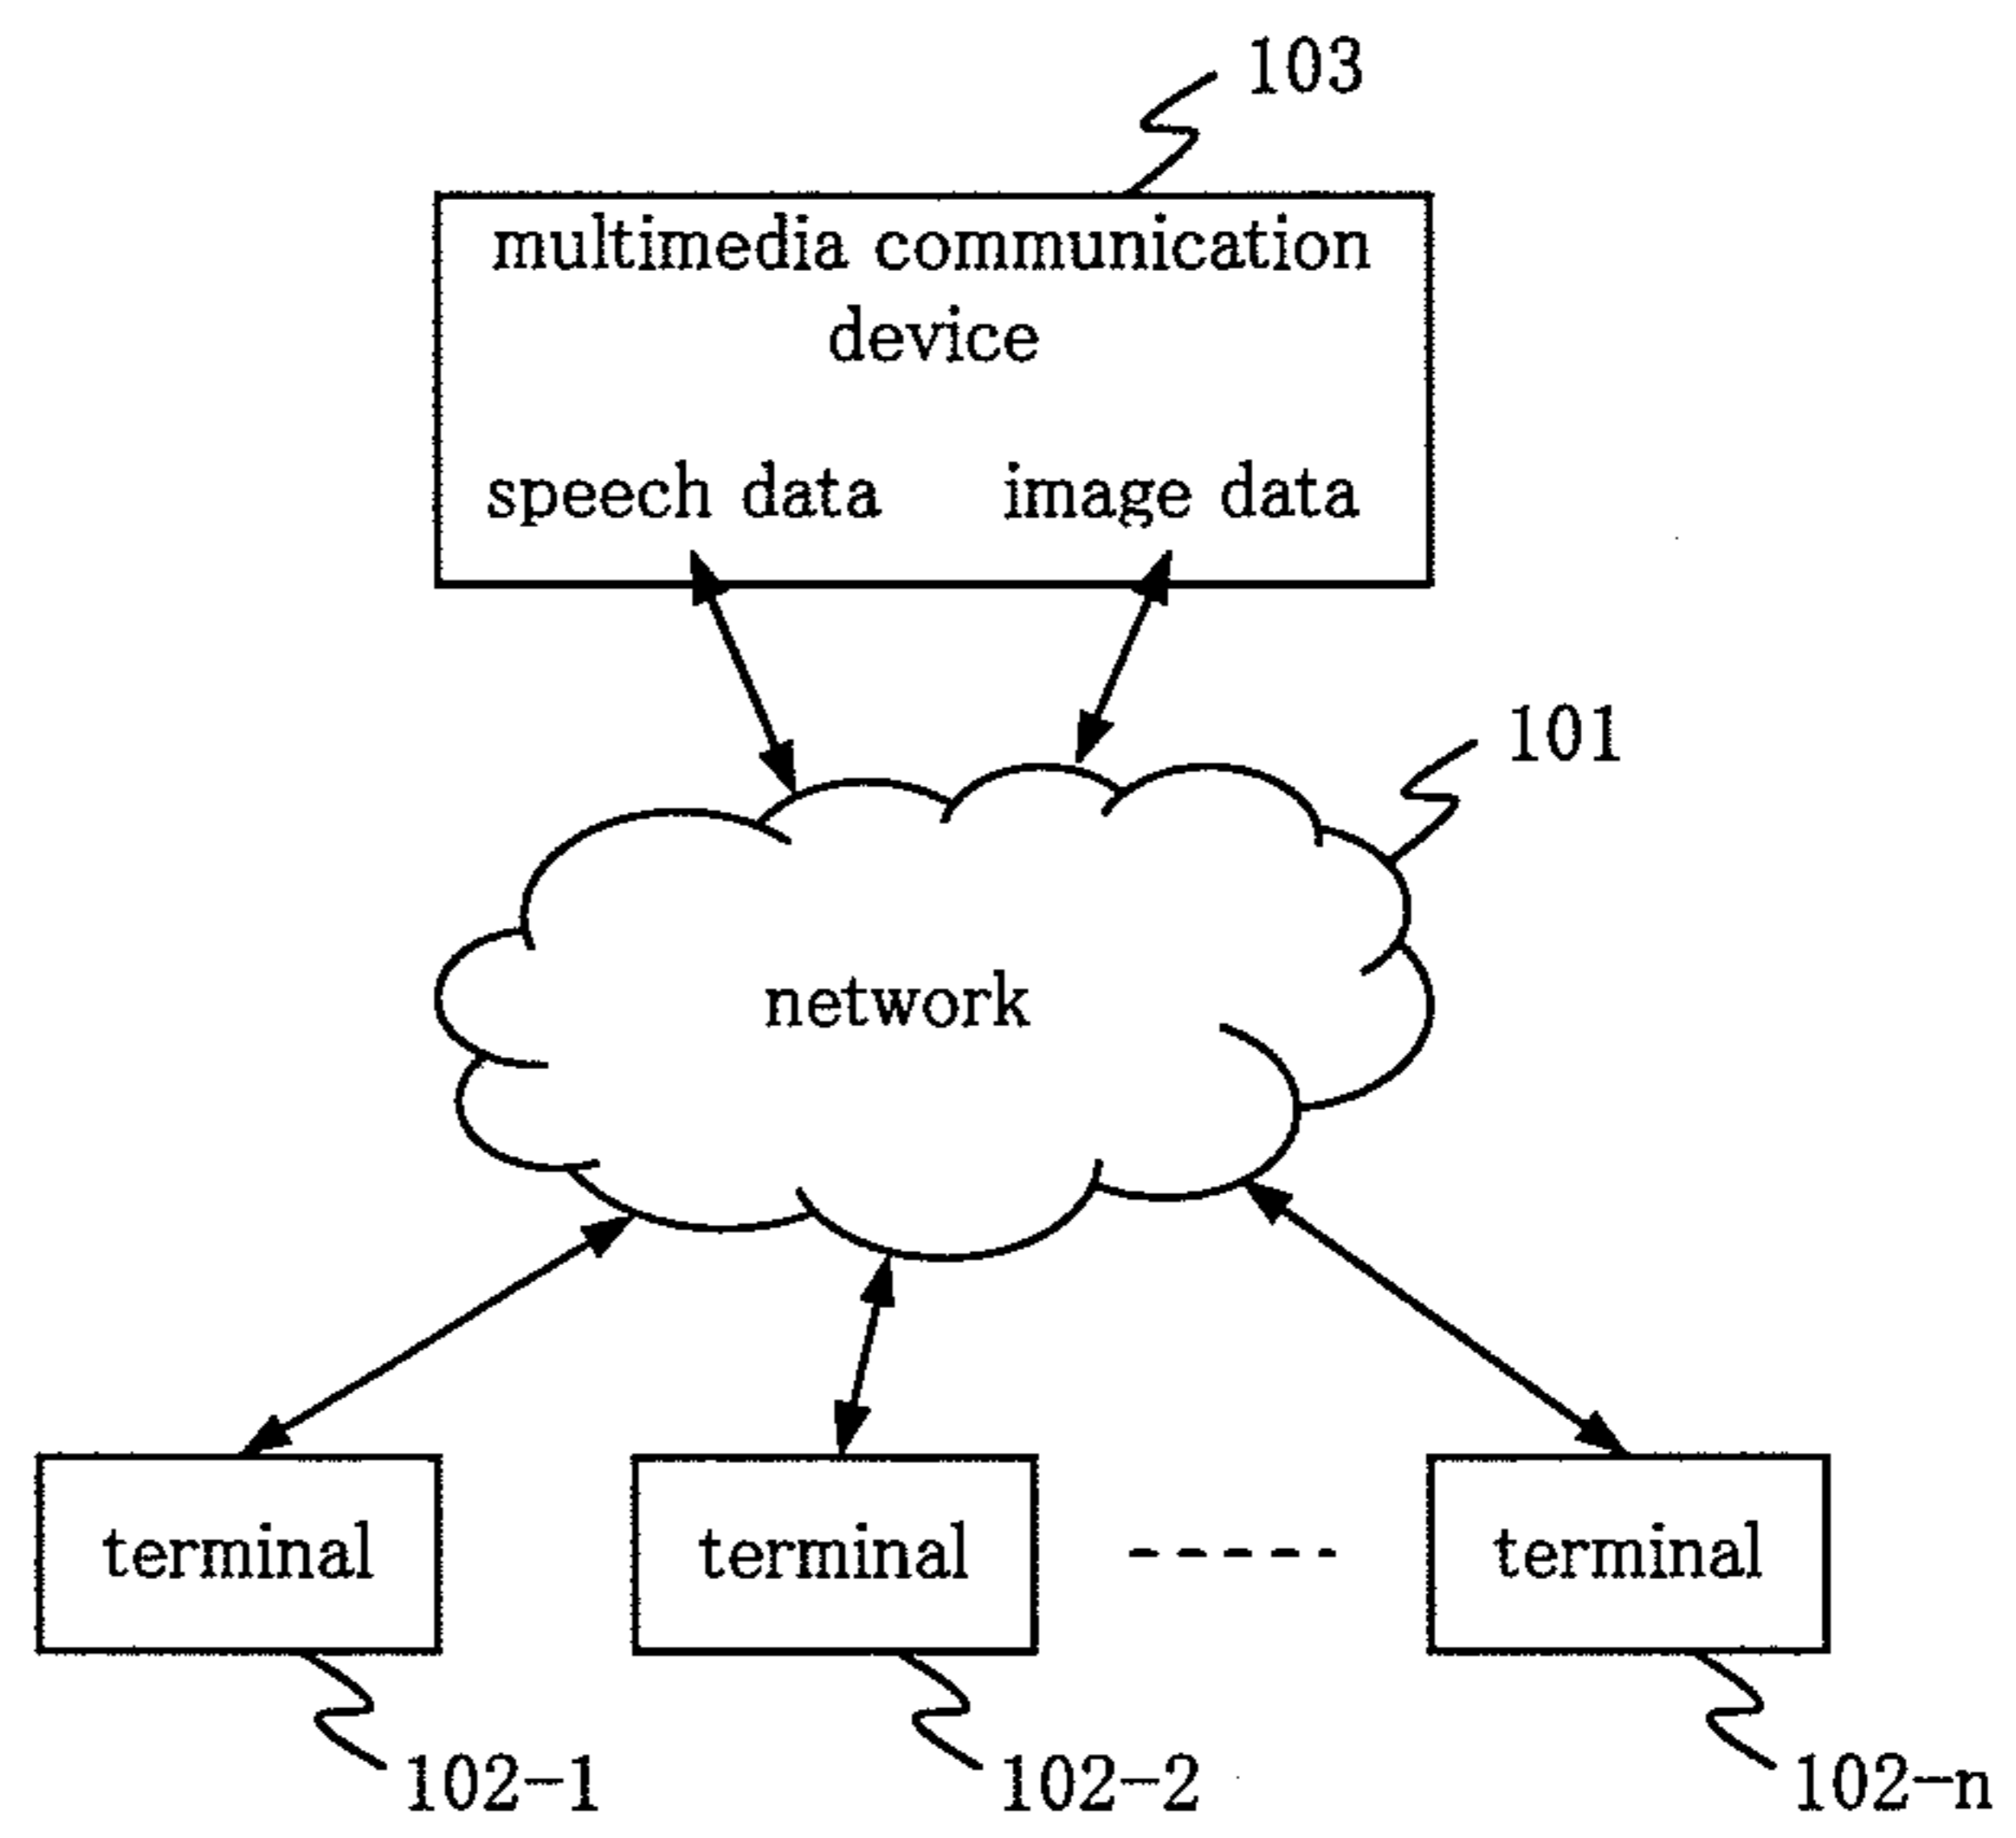 103
multimedia communication
device
speech data image data
101
network
terminal terminal terminal
102-1 102-2 102-n